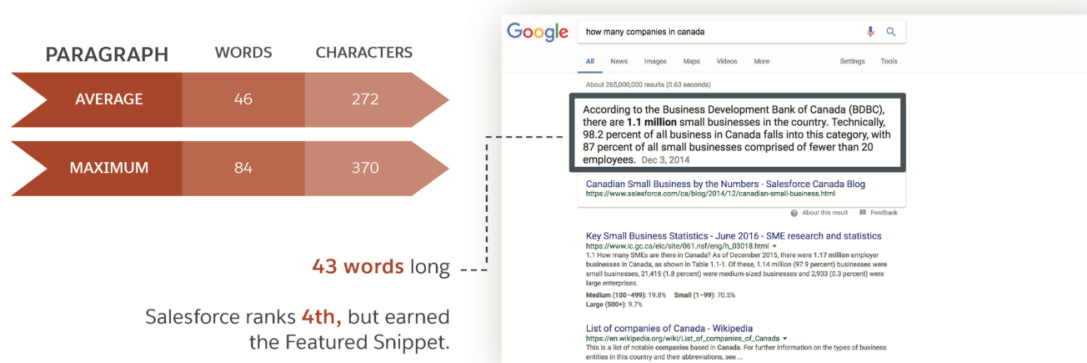 PARAGRAPH WORDS CHARACTERS
AVERAGE 46 272
MAXIMUM 84 370
43 words long
Salesforce ranks 4th, but earned
the Featured Snippet.
Google how many companies in canada
All News Images Maps Videos More Settings Tools
About 265,000,000 results (0.63 seconds)
According to the Business Development Bank of Canada (BDBC),
there are 1.1 million small businesses in the country. Technically,
98.2 percent of all business in Canada falls into this category, with
87 percent of all small businesses comprised of fewer than 20
employees. Dec 3, 2014
Canadian Small Business by the Numbers - Salesforce Canada Blog
https://www.salesforce.com/ca/blog/2014/12/canadian-small-business.html
About this result Feedback
Key Small Business Statistics - June 2016 - SME research and statistics
https://www.ic.gc.ca/eic/site/061.nsf/eng/h_03018.html
1.1 How many SMEs are there in Canada? As of December 2015, there were 1.17 million employer
businesses in Canada, as shown in Table 1.1-1. Of these, 1.14 million (97.9 percent) businesses were
small businesses, 21,415 (1.8 percent) were medium-sized businesses and 2,933 (0.3 percent) were
large enterprises.
Medium (100–499): 19.8% Small (1–99): 70.5%
Large (500+): 9.7%
List of companies of Canada - Wikipedia
https://en.wikipedia.org/wiki/List_of_companies_of_Canada
This is a list of notable companies based in Canada. For further information on the types of business
entities in this country and their abbreviations, see ...